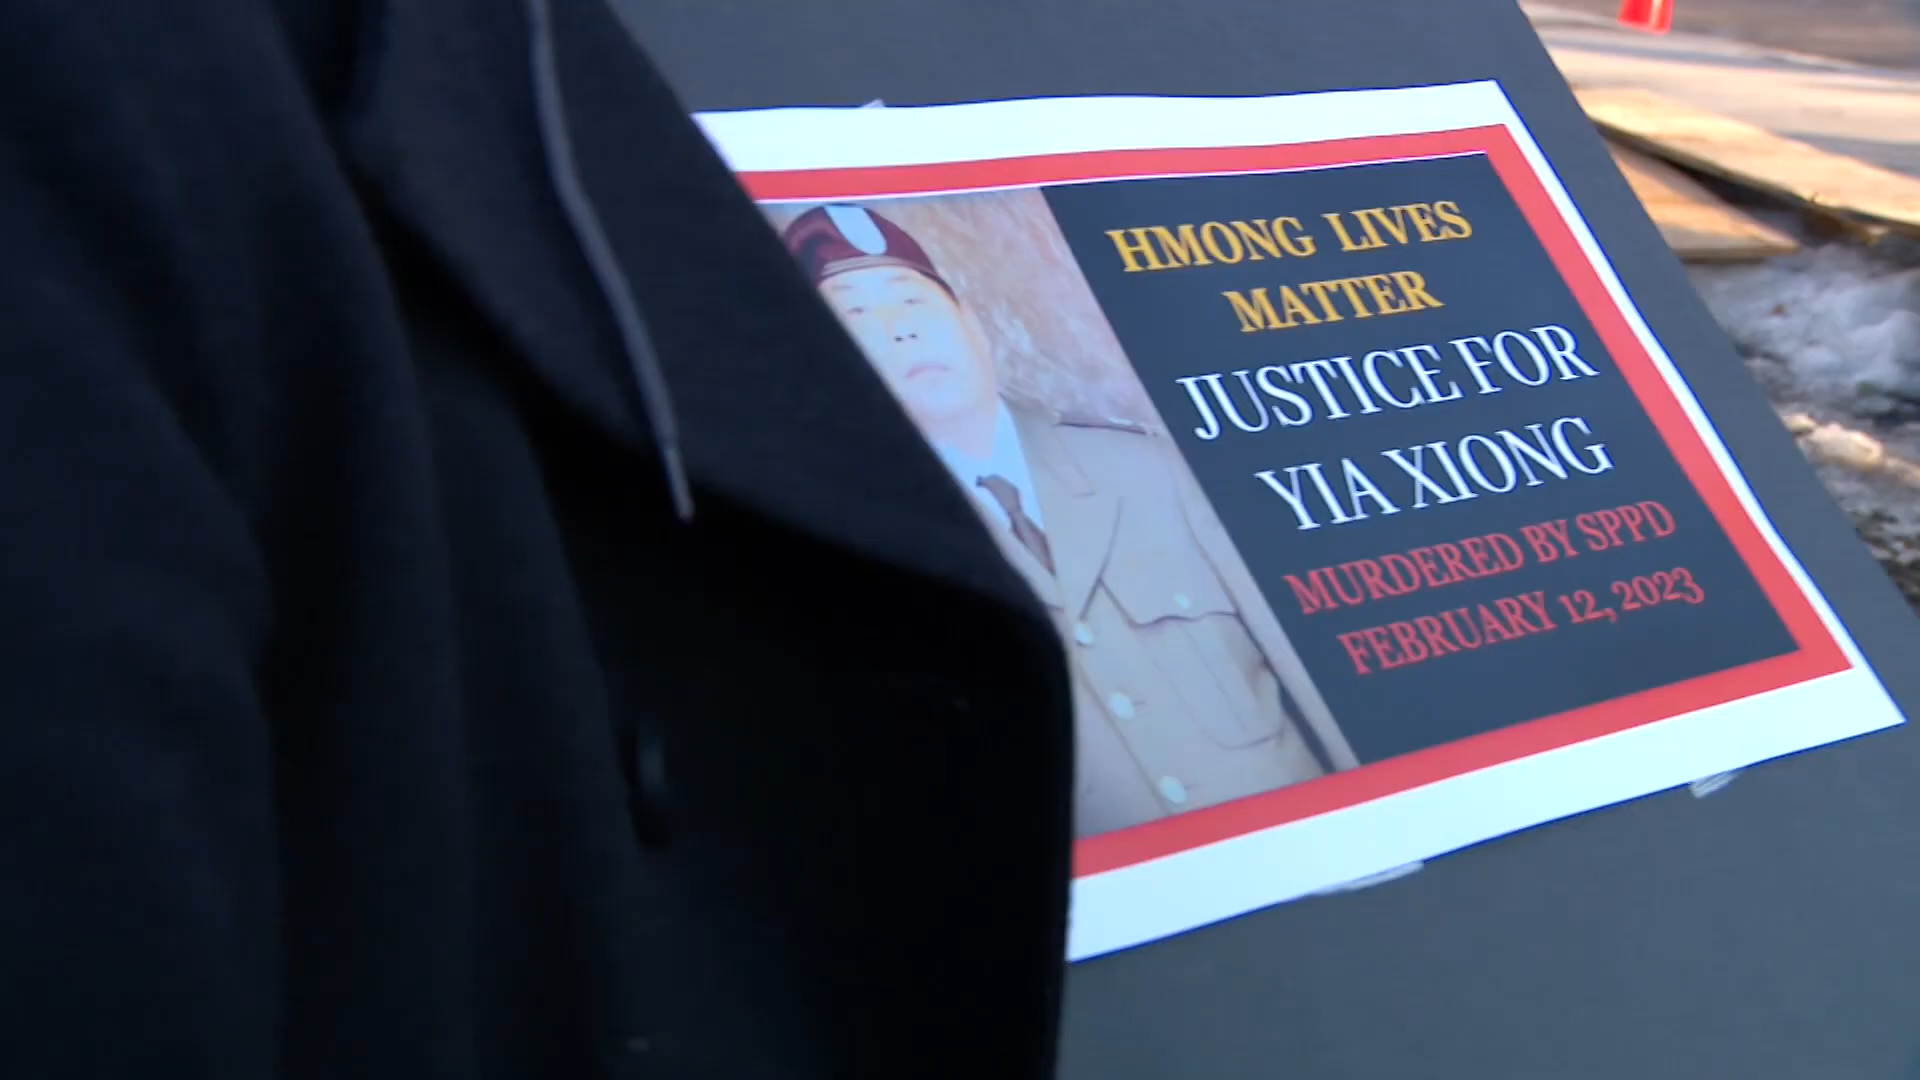 HMONG LIVES
MATTER
JUSTICE FOR
YIA XIONG
MURDERED BY SPPD
FEBRUARY 12, 2023